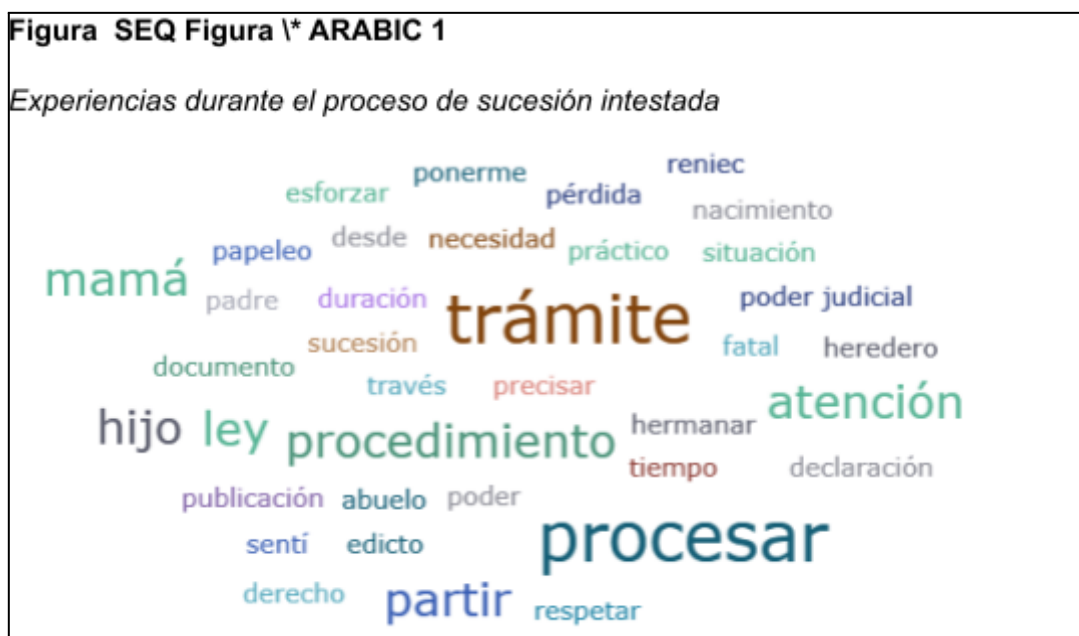 Figura  SEQ Figura \* ARABIC 1
Experiencias durante el proceso de sucesión intestada
reniec
ponerme
esforzar
pérdida
nacimiento
desde
necesidad
papeleo
práctico
situación
mamá
padre
duración
trámite
poder judicial
sucesión
fatal
heredero
documento
través
precisar
atención
hijo
ley
procedimiento
hermanar
tiempo
declaración
publicación
abuelo
poder
sentí
edicto
procesar
derecho
partir
respetar